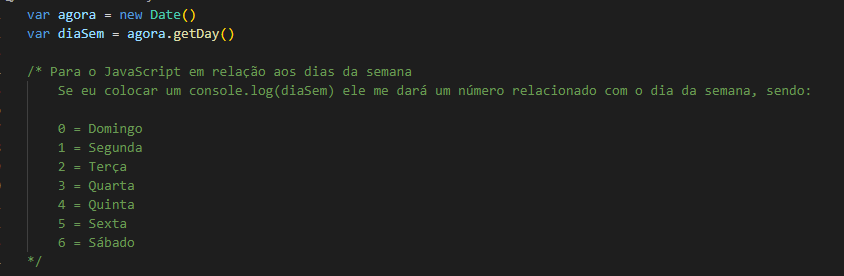 var agora = new Date()
var diaSem = agora.getDay()
/* Para o JavaScript em relação aos dias da semana
Se eu colocar um console.log(diaSem) ele me dará um número relacionado com o dia da semana, sendo:
0 = Domingo
1 = Segunda
2 = Terça
3 = Quarta
4 = Quinta
5 = Sexta
6 = Sábado
*/